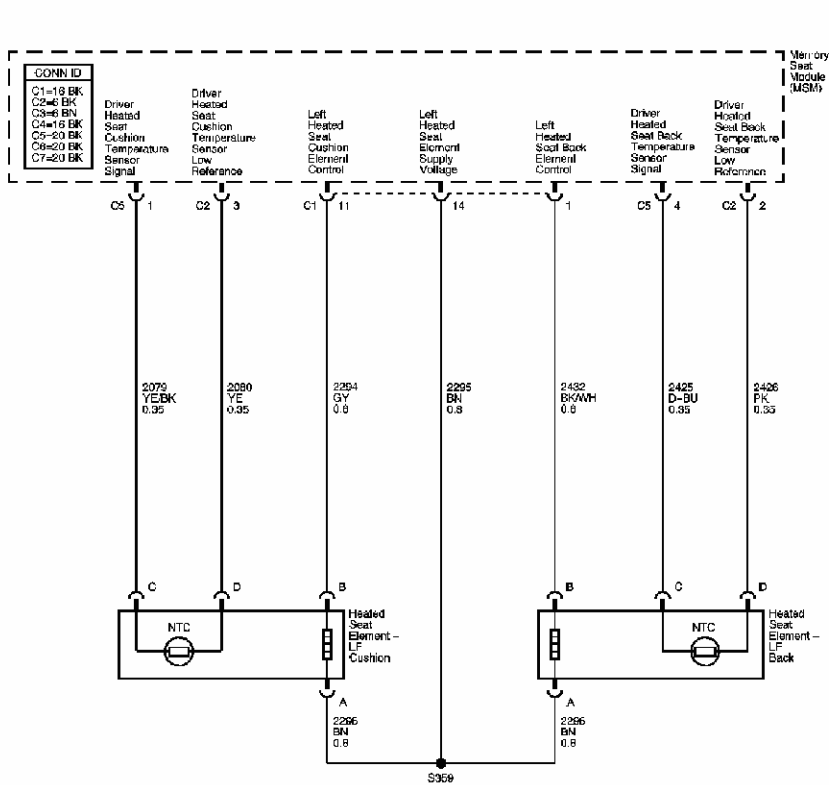 Memory
Seat
Module
(MSM)
CONN ID
C1=16 BK
C2=6 BK
C3=6 BN
C4=16 BK
C5=20 BK
C6=20 BK
C7=20 BK
Driver
Heated
Seat
Cushion
Temperature
Sensor
Signal
Driver
Heated
Seat
Cushion
Temperature
Sensor
Low
Reference
Left
Heated
Seat
Cushion
Element
Control
Left
Heated
Seat
Element
Supply
Voltage
Left
Heated
Seat Back
Element
Control
Driver
Heated
Seat Back
Temperature
Sensor
Signal
Driver
Heated
Seat Back
Temperature
Sensor
Low
Reference
C5 1 C2 3 C1 11 14 1 C5 4 C2 2
2079
YE/BK
0.35
2080
YE
0.35
2294
GY
0.8
2295
BN
0.8
2432
BK/WH
0.8
2425
D-BU
0.35
2426
PK
0.35
C D B B C D
NTC
Heated
Seat
Element –
LF
Cushion
NTC
Heated
Seat
Element –
LF
Back
A A
BN
0.8
BN
0.8
S359